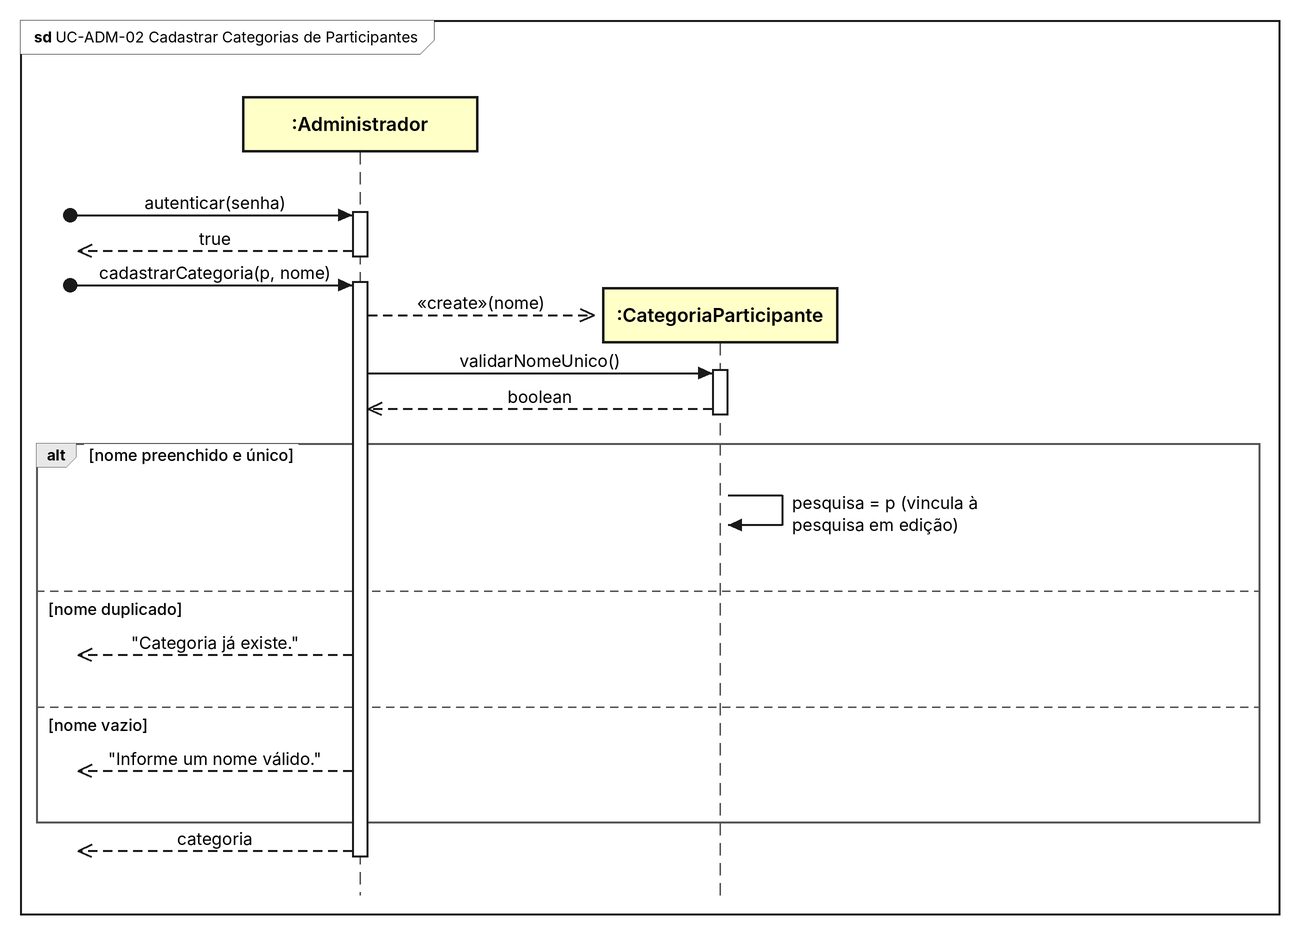 sd UC-ADM-02 Cadastrar Categorias de Participantes
:Administrador
autenticar(senha)
true
cadastrarCategoria(p, nome)
«create»(nome)
:CategoriaParticipante
validarNomeUnico()
boolean
alt [nome preenchido e único]
pesquisa = p (vincula à
pesquisa em edição)
[nome duplicado]
"Categoria já existe."
[nome vazio]
"Informe um nome válido."
categoria